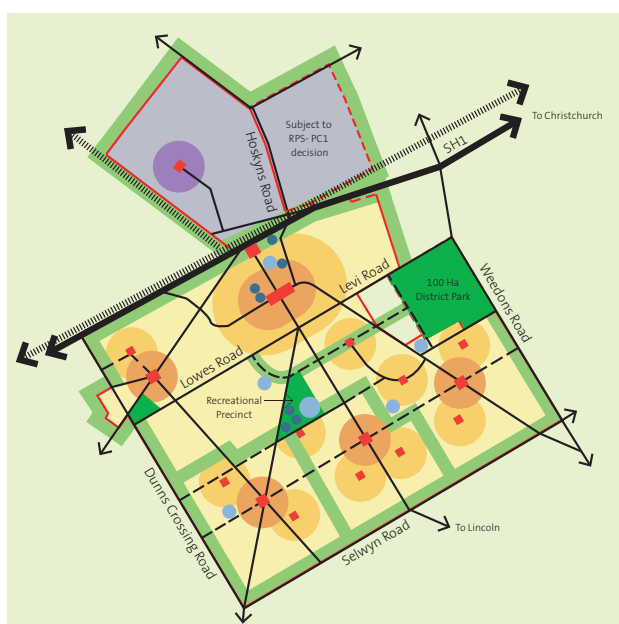 To Christchurch
SH1
Subject to
RPS- PC1
decision
Hoskyns Road
Levi Road
100 Ha
District Park
Weedons Road
Lowes Road
Recreational
Precinct
Dunns Crossing Road
Selwyn Road
To Lincoln